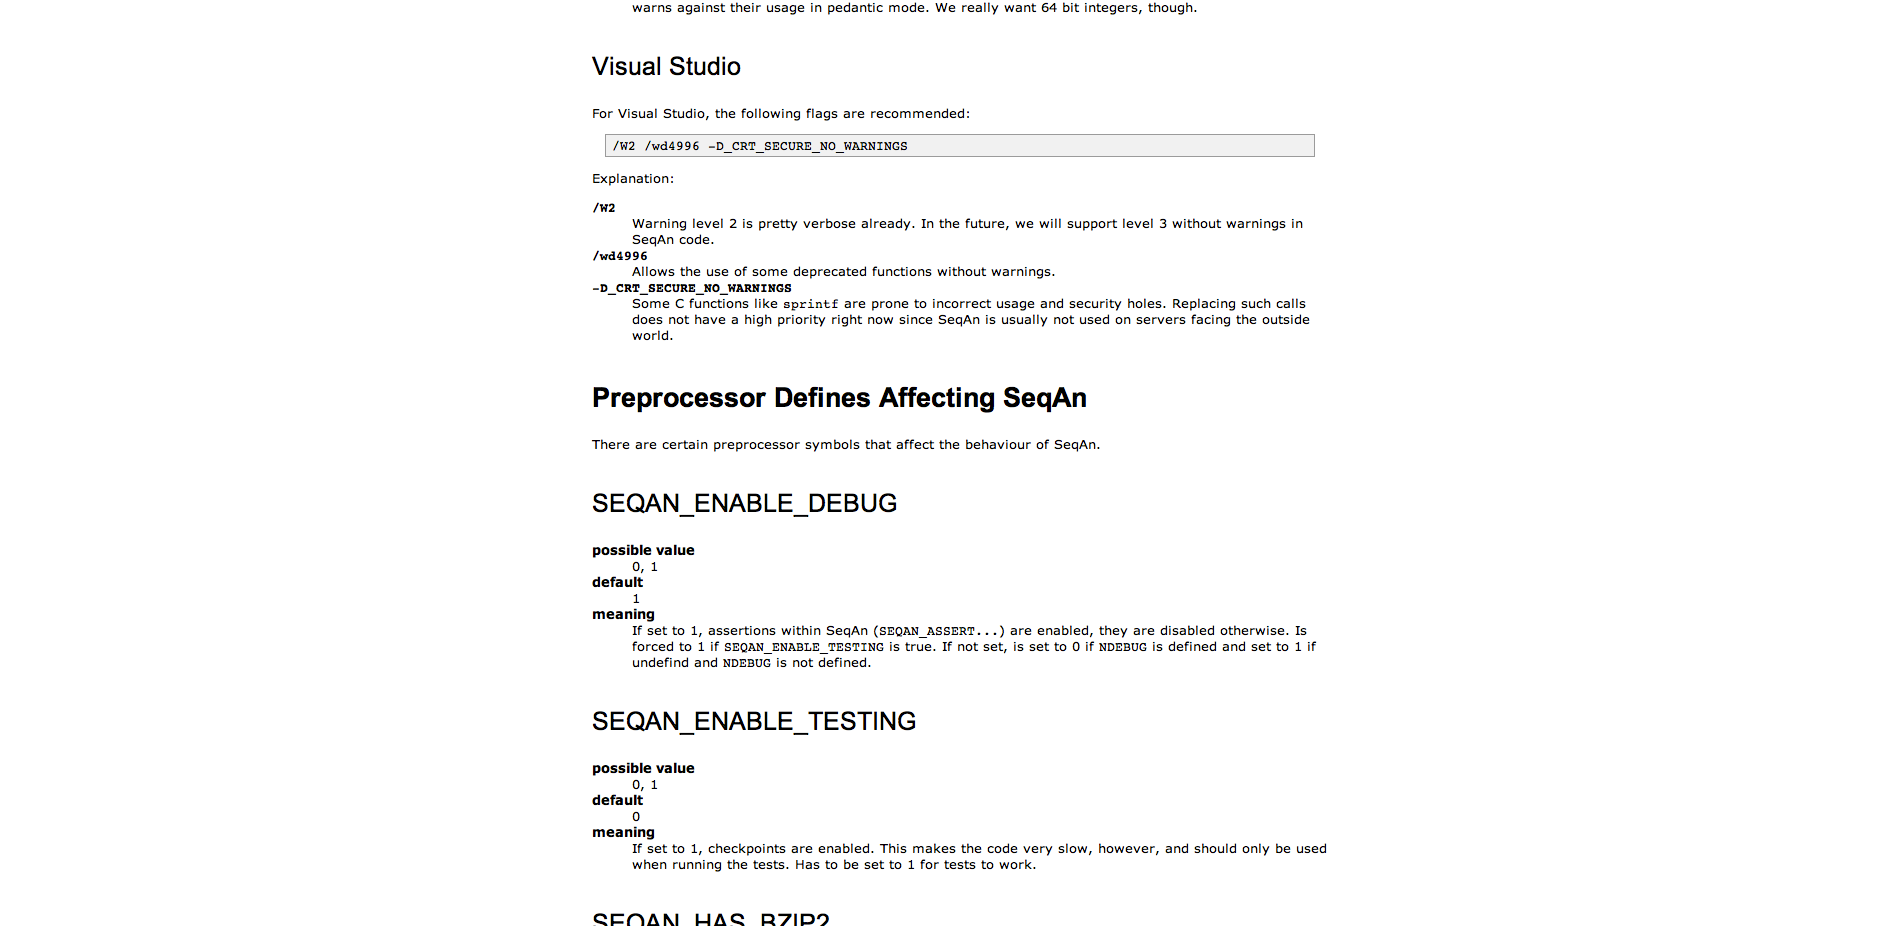 warns against their usage in pedantic mode. We really want 64 bit integers, though.
Visual Studio
For Visual Studio, the following flags are recommended:
/W2 /wd4996 -D_CRT_SECURE_NO_WARNINGS
Explanation:
/W2
Warning level 2 is pretty verbose already. In the future, we will support level 3 without warnings in
SeqAn code.
/wd4996
Allows the use of some deprecated functions without warnings.
-D_CRT_SECURE_NO_WARNINGS
Some C functions like sprintf are prone to incorrect usage and security holes. Replacing such calls
does not have a high priority right now since SeqAn is usually not used on servers facing the outside
world.
Preprocessor Defines Affecting SeqAn
There are certain preprocessor symbols that affect the behaviour of SeqAn.
SEQAN_ENABLE_DEBUG
possible value
0, 1
default
1
meaning
If set to 1, assertions within SeqAn (SEQAN_ASSERT...) are enabled, they are disabled otherwise. Is
forced to 1 if SEQAN_ENABLE_TESTING is true. If not set, is set to 0 if NDEBUG is defined and set to 1 if
undefind and NDEBUG is not defined.
SEQAN_ENABLE_TESTING
possible value
0, 1
default
0
meaning
If set to 1, checkpoints are enabled. This makes the code very slow, however, and should only be used
when running the tests. Has to be set to 1 for tests to work.
SEQAN_HAS_BZIP2